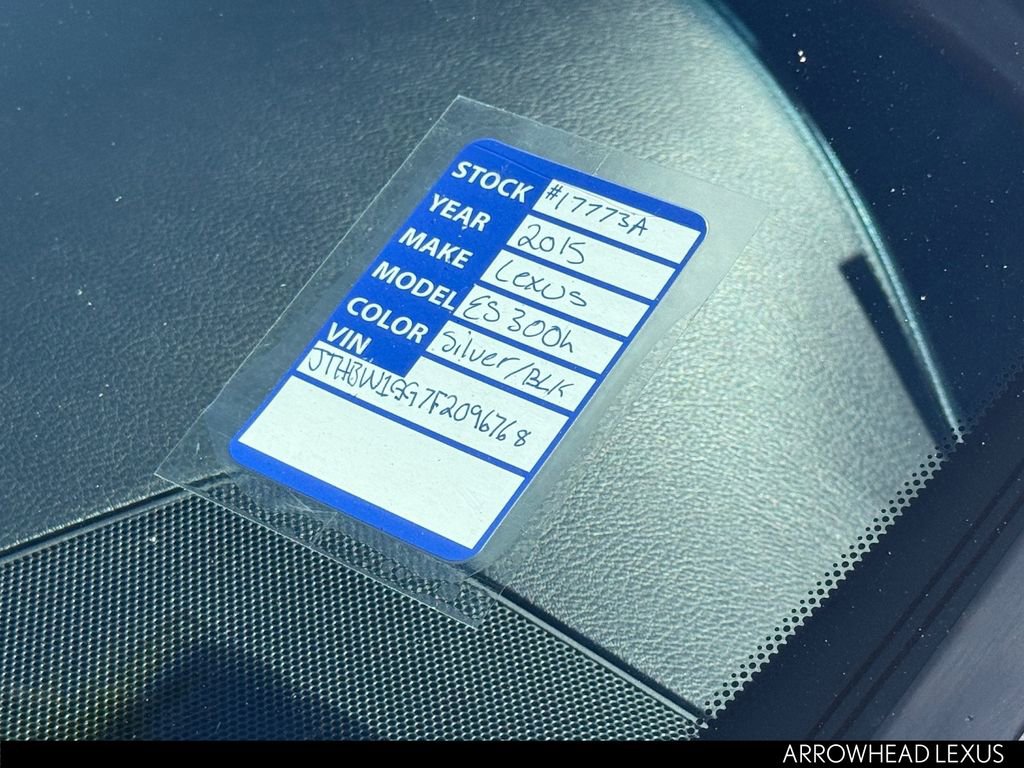 STOCK #17773A
YEAR 2015
MAKE Lexus
MODEL ES 300h
COLOR Silver/BLK
VIN
JTHBW1GG7F2096768
ARROWHEAD LEXUS